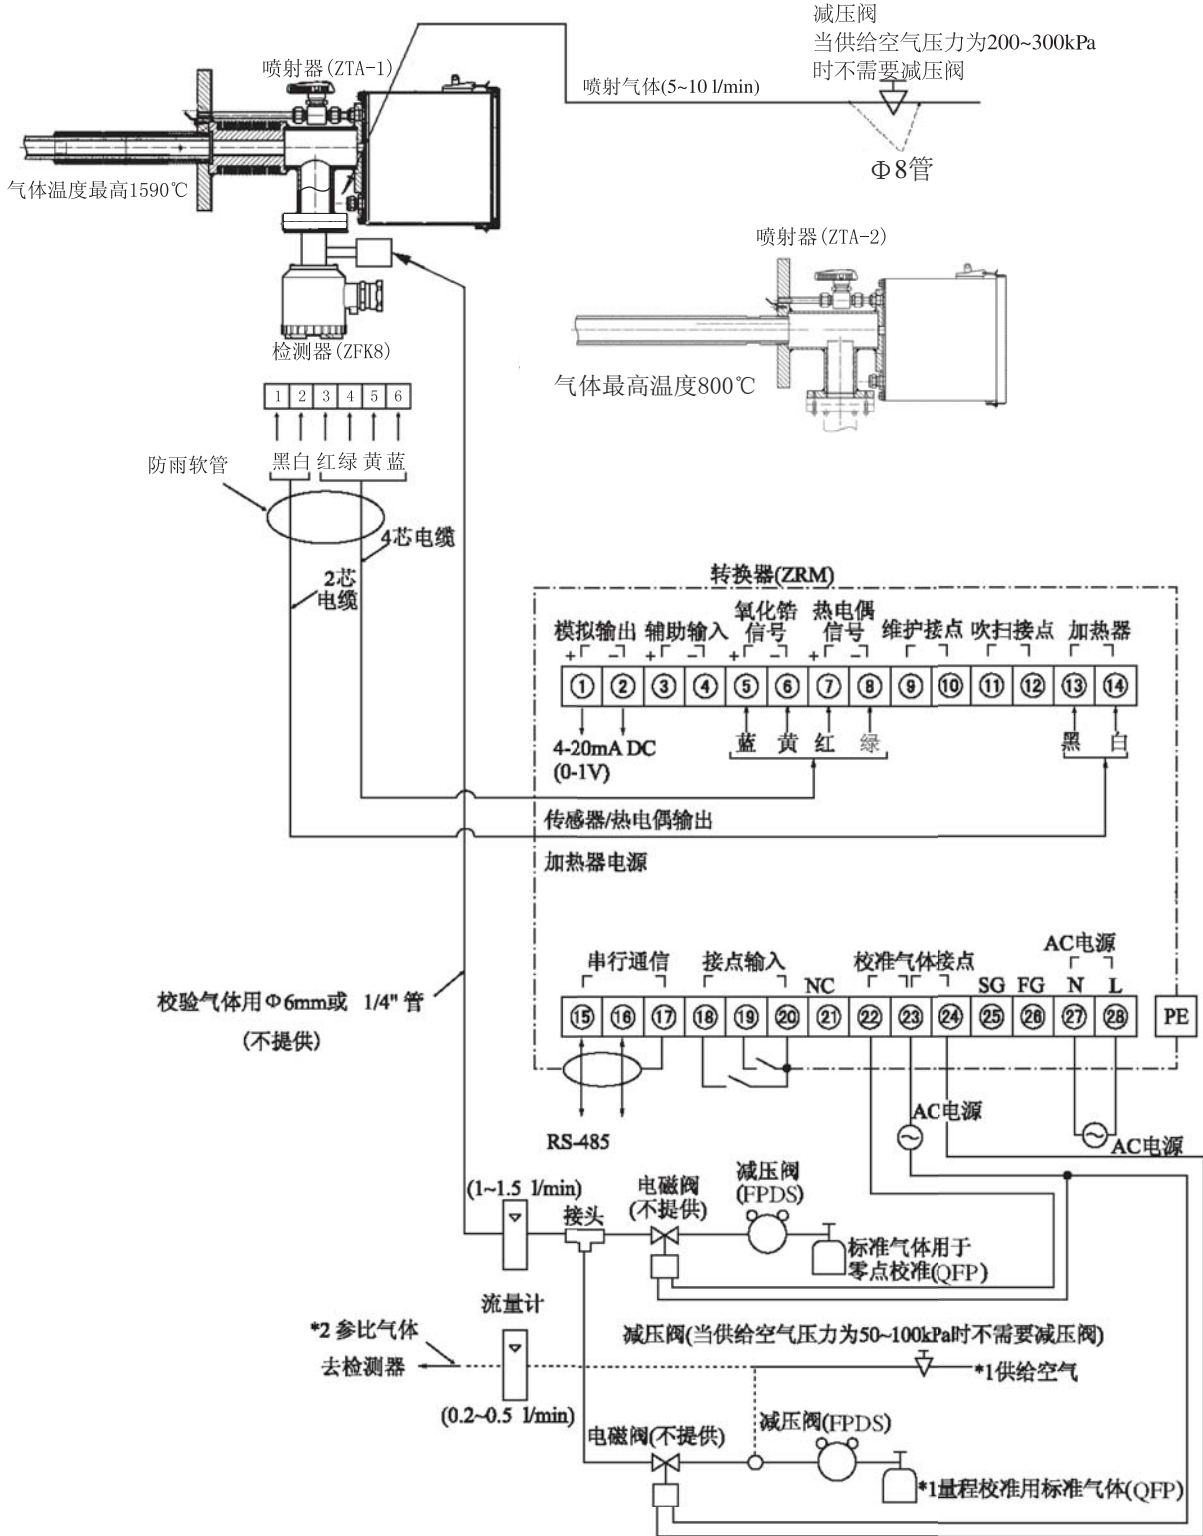 减压阀
当供给空气压力为200~300kPa
时不需要减压阀
喷射器(ZTA-1)
喷射气体(5~10 l/min)
Φ8管
气体温度最高1590℃
喷射器(ZTA-2)
检测器(ZFK8)
气体最高温度800℃
1 2 3 4 5 6
黑 白 红 绿 黄 蓝
防雨软管
4芯电缆
2芯
电缆
转换器(ZRM)
氧化锆 热电偶
模拟输出 辅助输入 信号 信号 维护接点 吹扫接点 加热器
+ − + − + − + −
① ② ③ ④ ⑤ ⑥ ⑦ ⑧ ⑨ ⑩ ⑪ ⑫ ⑬ ⑭
4-20mA DC
(0-1V)
蓝 黄 红 绿 黑 白
传感器/热电偶输出
加热器电源
AC电源
串行通信 接点输入 校准气体接点
NC SG FG N L
⑮ ⑯ ⑰ ⑱ ⑲ ⑳ ㉑ ㉒ ㉓ ㉔ ㉕ ㉖ ㉗ ㉘ PE
校验气体用Φ6mm或 1/4" 管
(不提供)
RS-485
AC电源
AC电源
(1~1.5 l/min)
接头
电磁阀
(不提供)
减压阀
(FPDS)
标准气体用于
零点校准(QFP)
流量计
*2 参比气体
去检测器
减压阀(当供给空气压力为50~100kPa时不需要减压阀)
*1供给空气
(0.2~0.5 l/min)
电磁阀(不提供)
减压阀(FPDS)
*1量程校准用标准气体(QFP)